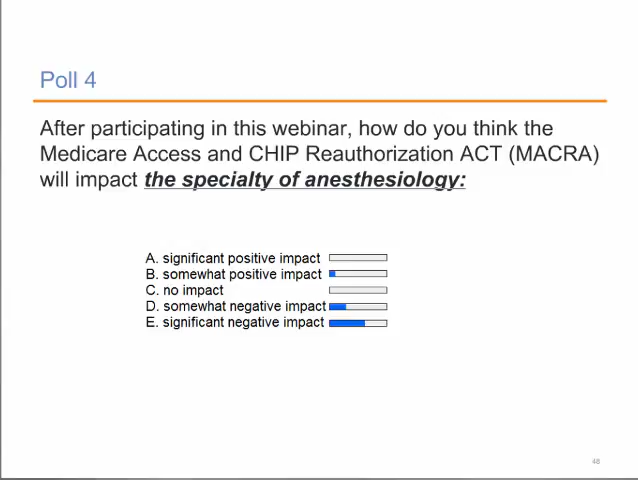 Poll 4
After participating in this webinar, how do you think the
Medicare Access and CHIP Reauthorization ACT (MACRA)
will impact the specialty of anesthesiology:
A. significant positive impact
B. somewhat positive impact
C. no impact
D. somewhat negative impact
E. significant negative impact
48